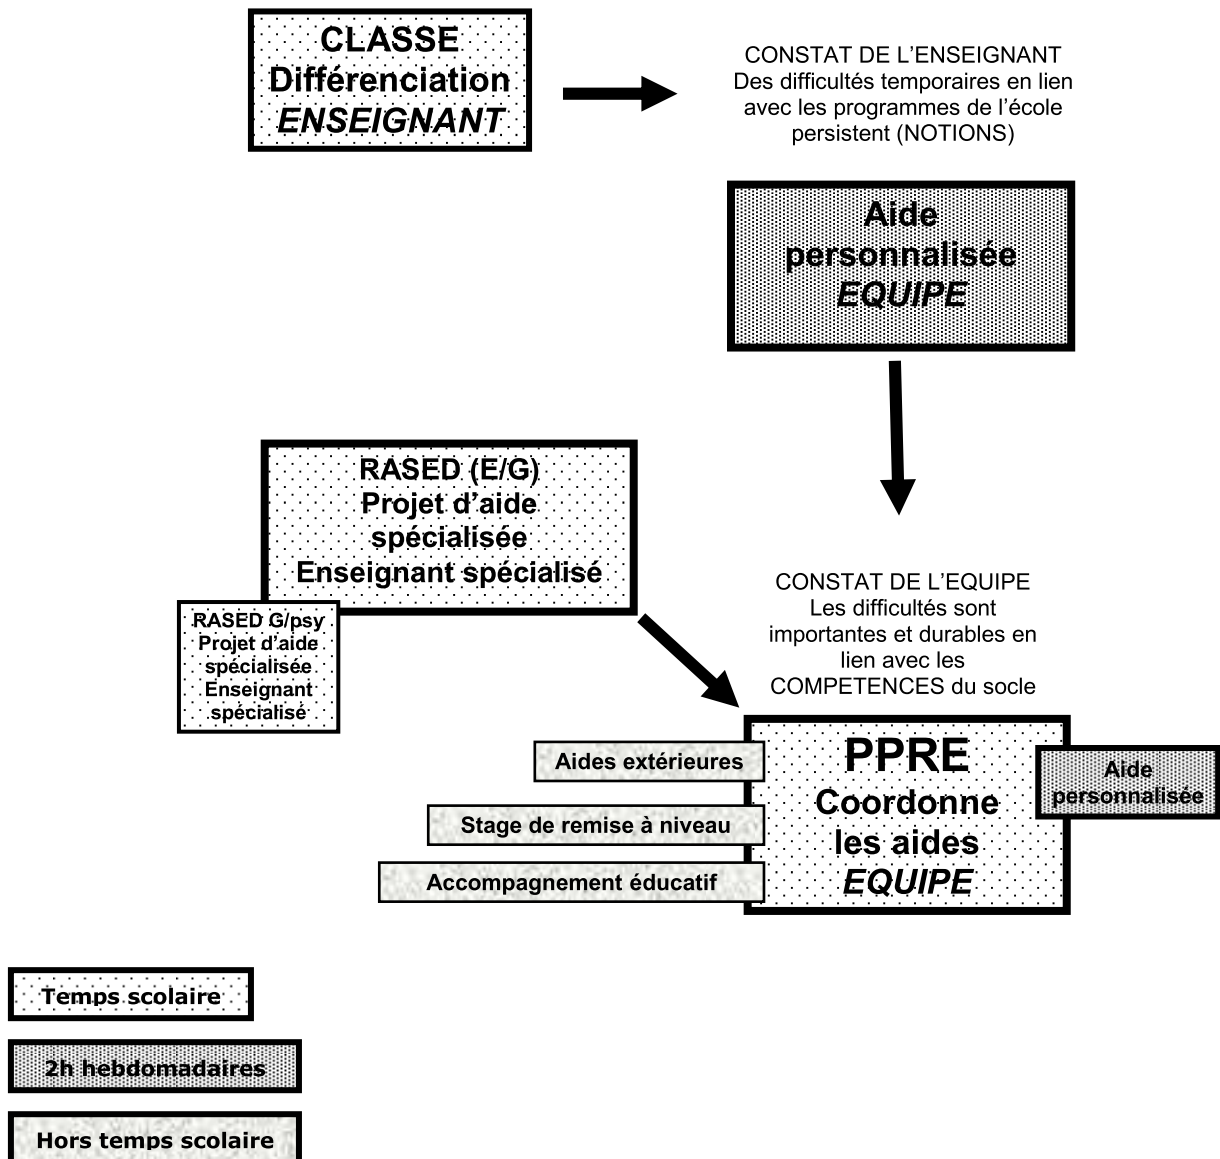 CLASSE
Différenciation
ENSEIGNANT
CONSTAT DE L’ENSEIGNANT
Des difficultés temporaires en lien
avec les programmes de l’école
persistent (NOTIONS)
Aide
personnalisée
EQUIPE
RASED (E/G)
Projet d’aide
spécialisée
Enseignant spécialisé
RASED G/psy
Projet d’aide
spécialisée
Enseignant
spécialisé
CONSTAT DE L’EQUIPE
Les difficultés sont
importantes et durables en
lien avec les
COMPETENCES du socle
PPRE
Coordonne
les aides
EQUIPE
Aide
personnalisée
Aides extérieures
Stage de remise à niveau
Accompagnement éducatif
Temps scolaire
2h hebdomadaires
Hors temps scolaire